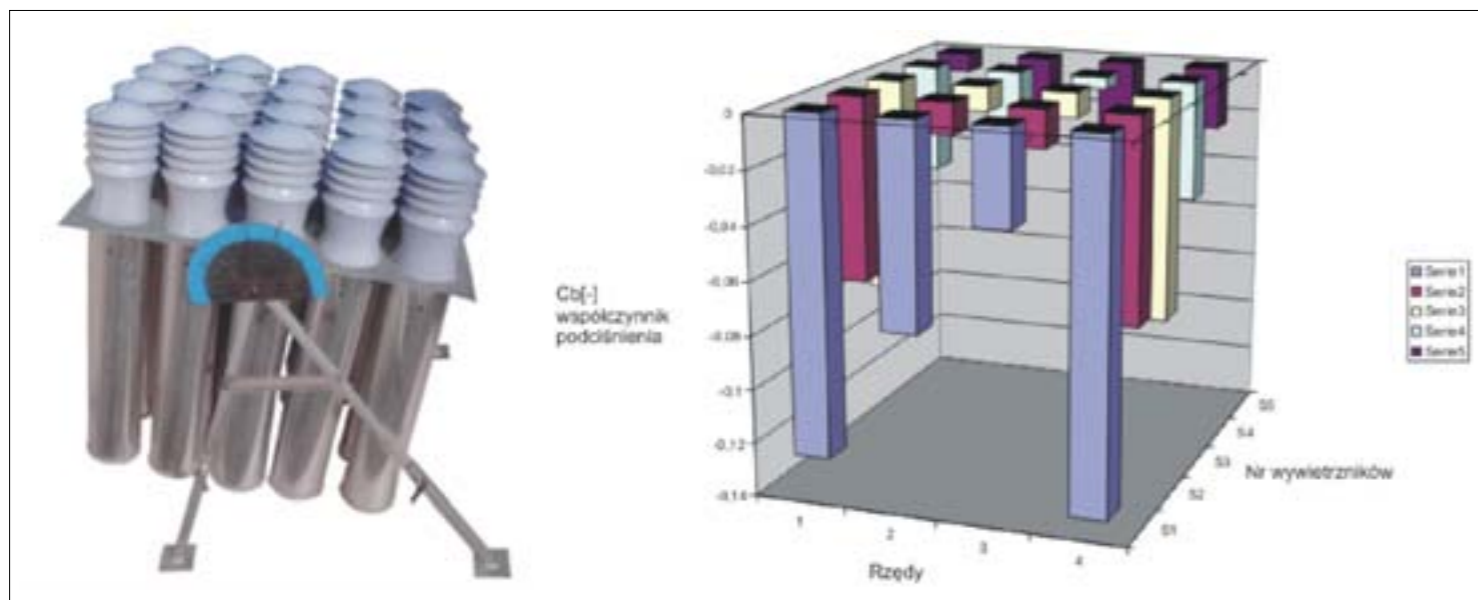 Cb[-]
współczynnik
podciśnienia
0
-0,02
-0,04
-0,06
-0,08
-0,1
-0,12
-0,14
1
2
3
4
Rzędy
S1
S2
S3
S4
S5
Nr wywietrzników
Serie1
Serie2
Serie3
Serie4
Serie5